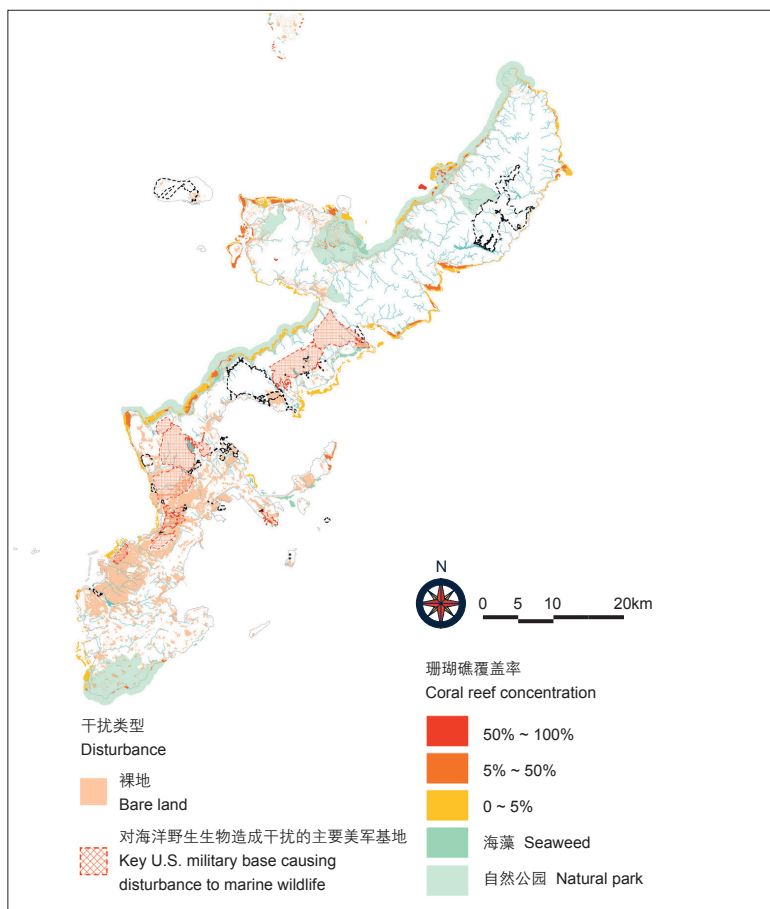 N
0 5 10 20km
珊瑚礁覆盖率
Coral reef concentration
50% ~ 100%
5% ~ 50%
0 ~ 5%
海藻 Seaweed
自然公园 Natural park
干扰类型
Disturbance
裸地
Bare land
对海洋野生生物造成干扰的主要美军基地
Key U.S. military base causing
disturbance to marine wildlife